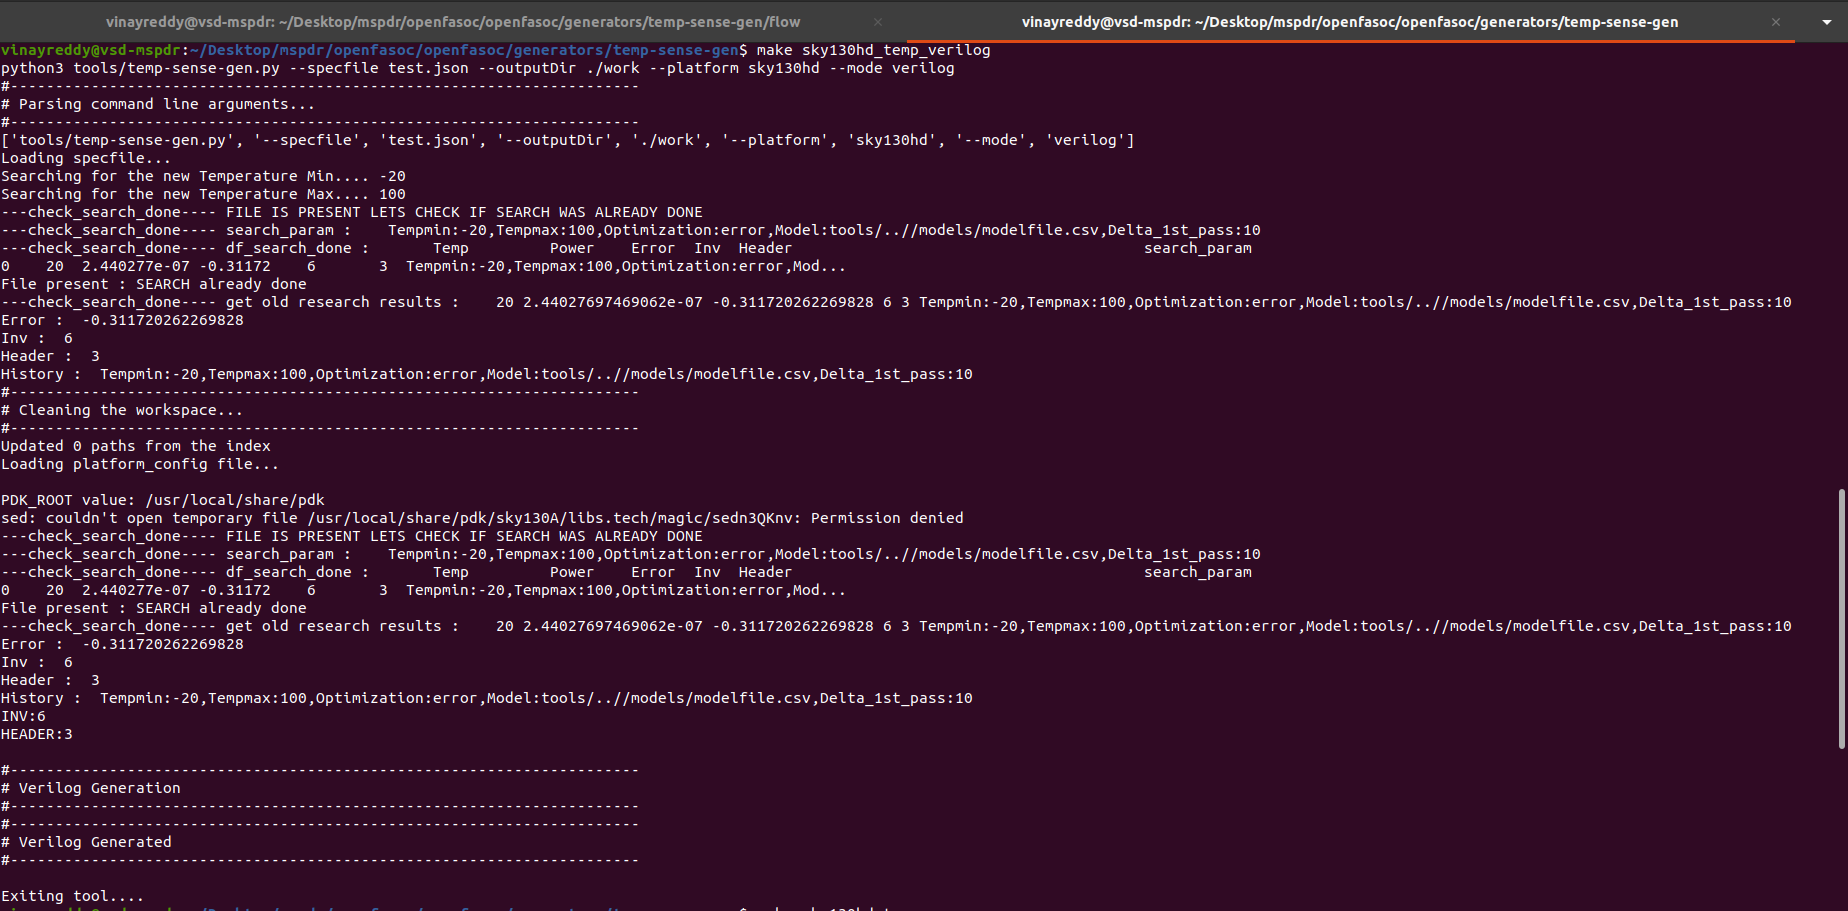 vinayreddy@vsd-mspdr: ~/Desktop/mspdr/openfasoc/openfasoc/generators/temp-sense-gen/flow
vinayreddy@vsd-mspdr: ~/Desktop/mspdr/openfasoc/openfasoc/generators/temp-sense-gen
vinayreddy@vsd-mspdr:~/Desktop/mspdr/openfasoc/openfasoc/generators/temp-sense-gen$ make sky130hd_temp_verilog
python3 tools/temp-sense-gen.py --specfile test.json --outputDir ./work --platform sky130hd --mode verilog
#----------------------------------------------------------------------
# Parsing command line arguments...
#----------------------------------------------------------------------
['tools/temp-sense-gen.py', '--specfile', 'test.json', '--outputDir', './work', '--platform', 'sky130hd', '--mode', 'verilog']
Loading specfile...
Searching for the new Temperature Min.... -20
Searching for the new Temperature Max.... 100
---check_search_done---- FILE IS PRESENT LETS CHECK IF SEARCH WAS ALREADY DONE
---check_search_done---- search_param :    Tempmin:-20,Tempmax:100,Optimization:error,Model:tools/..//models/modelfile.csv,Delta_1st_pass:10
---check_search_done---- df_search_done :       Temp         Power    Error  Inv  Header                                       search_param
0    20  2.440277e-07 -0.31172    6       3  Tempmin:-20,Tempmax:100,Optimization:error,Mod...
File present : SEARCH already done
---check_search_done---- get old research results :    20 2.44027697469062e-07 -0.311720262269828 6 3 Tempmin:-20,Tempmax:100,Optimization:error,Model:tools/..//models/modelfile.csv,Delta_1st_pass:10
Error :  -0.311720262269828
Inv :  6
Header :  3
History :  Tempmin:-20,Tempmax:100,Optimization:error,Model:tools/..//models/modelfile.csv,Delta_1st_pass:10
#----------------------------------------------------------------------
# Cleaning the workspace...
#----------------------------------------------------------------------
Updated 0 paths from the index
Loading platform_config file...
PDK_ROOT value: /usr/local/share/pdk
sed: couldn't open temporary file /usr/local/share/pdk/sky130A/libs.tech/magic/sedn3QKnv: Permission denied
---check_search_done---- FILE IS PRESENT LETS CHECK IF SEARCH WAS ALREADY DONE
---check_search_done---- search_param :    Tempmin:-20,Tempmax:100,Optimization:error,Model:tools/..//models/modelfile.csv,Delta_1st_pass:10
---check_search_done---- df_search_done :       Temp         Power    Error  Inv  Header                                       search_param
0    20  2.440277e-07 -0.31172    6       3  Tempmin:-20,Tempmax:100,Optimization:error,Mod...
File present : SEARCH already done
---check_search_done---- get old research results :    20 2.44027697469062e-07 -0.311720262269828 6 3 Tempmin:-20,Tempmax:100,Optimization:error,Model:tools/..//models/modelfile.csv,Delta_1st_pass:10
Error :  -0.311720262269828
Inv :  6
Header :  3
History :  Tempmin:-20,Tempmax:100,Optimization:error,Model:tools/..//models/modelfile.csv,Delta_1st_pass:10
INV:6
HEADER:3
#----------------------------------------------------------------------
# Verilog Generation
#----------------------------------------------------------------------
#----------------------------------------------------------------------
# Verilog Generated
#----------------------------------------------------------------------
Exiting tool....